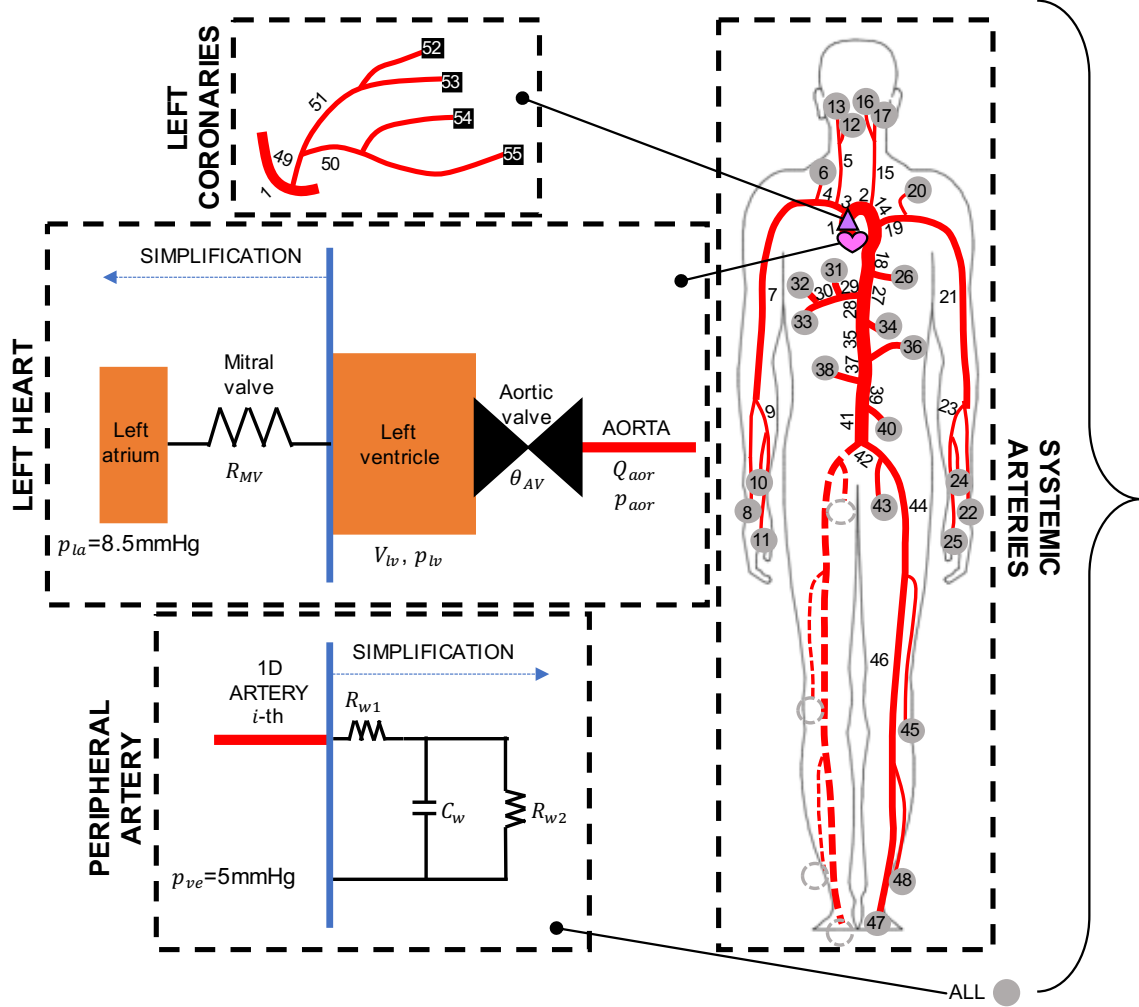 LEFT
CORONARIES
52
53
51
54
49
50
55
1
LEFT HEART
SIMPLIFICATION
Mitral
valve
Aortic
valve
AORTA
Left
atrium
Left
ventricle
R_MV
θ_AV
Q_aor
p_aor
p_la=8.5mmHg
V_lv, p_lv
PERIPHERAL
ARTERY
SIMPLIFICATION
1D
ARTERY
i-th
R_w1
C_w
R_w2
p_ve=5mmHg
SYSTEMIC
ARTERIES
13
16
12
17
5
15
6
4
3
2
14
20
1
19
18
31
26
32
30
29
27
7
21
28
33
34
35
36
38
37
39
9
23
41
40
42
10
24
8
43
44
22
11
25
46
45
48
47
ALL